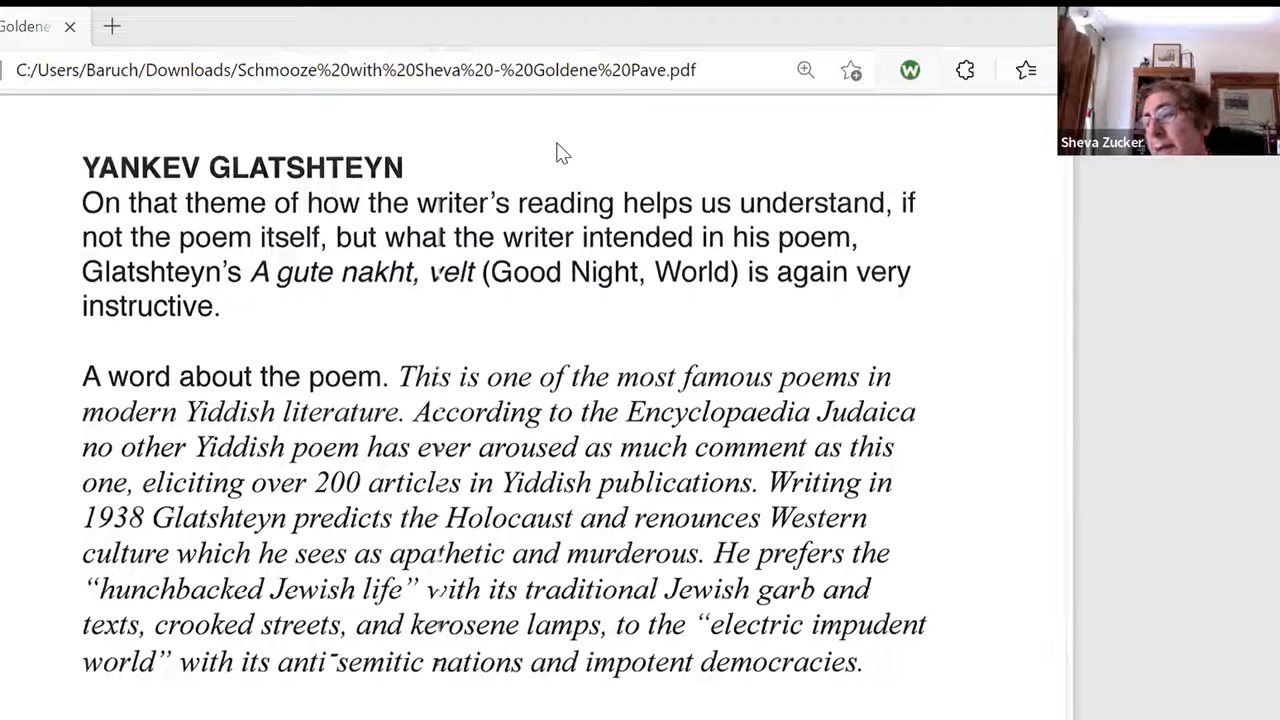 Goldene
C:/Users/Baruch/Downloads/Schmooze%20with%20Sheva%20-%20Goldene%20Pave.pdf
W
Sheva Zucker
YANKEV GLATSHTEYN
On that theme of how the writer’s reading helps us understand, if
not the poem itself, but what the writer intended in his poem,
Glatshteyn’s A gute nakht, velt (Good Night, World) is again very
instructive.
A word about the poem. This is one of the most famous poems in
modern Yiddish literature. According to the Encyclopaedia Judaica
no other Yiddish poem has ever aroused as much comment as this
one, eliciting over 200 articles in Yiddish publications. Writing in
1938 Glatshteyn predicts the Holocaust and renounces Western
culture which he sees as apathetic and murderous. He prefers the
“hunchbacked Jewish life” with its traditional Jewish garb and
texts, crooked streets, and kerosene lamps, to the “electric impudent
world” with its anti-semitic nations and impotent democracies.